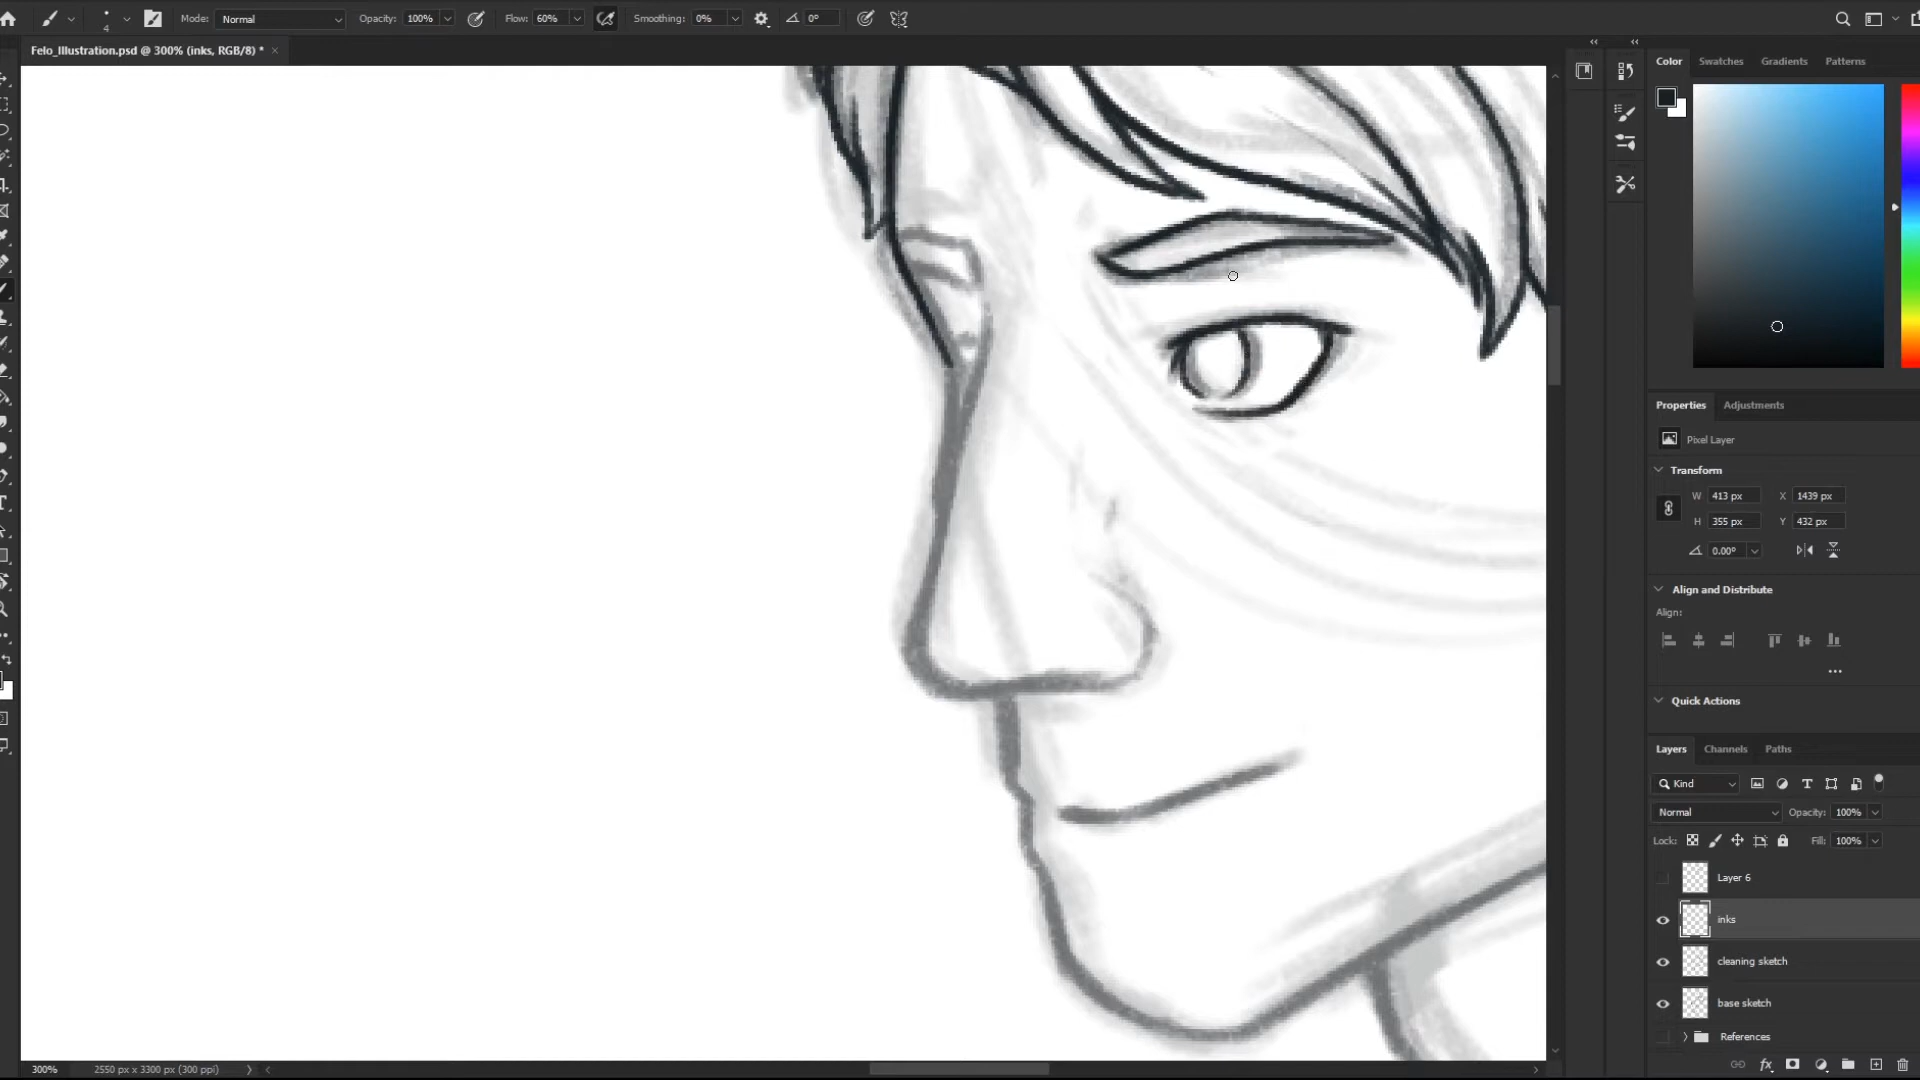 4 Mode: Normal Opacity: 100% Flow: 60% Smoothing: 0% 0°
Felo_Illustration.psd @ 300% (inks, RGB/8) * ×
Color Swatches Gradients Patterns
Properties Adjustments
Pixel Layer
Transform
W 413 px X 1439 px
H 355 px Y 432 px
0.00°
Align and Distribute
Align:
Quick Actions
Layers Channels Paths
Kind
Normal Opacity: 100%
Lock: Fill: 100%
Layer 6
inks
cleaning sketch
base sketch
References
300% 2550 px x 3300 px (300 ppi)